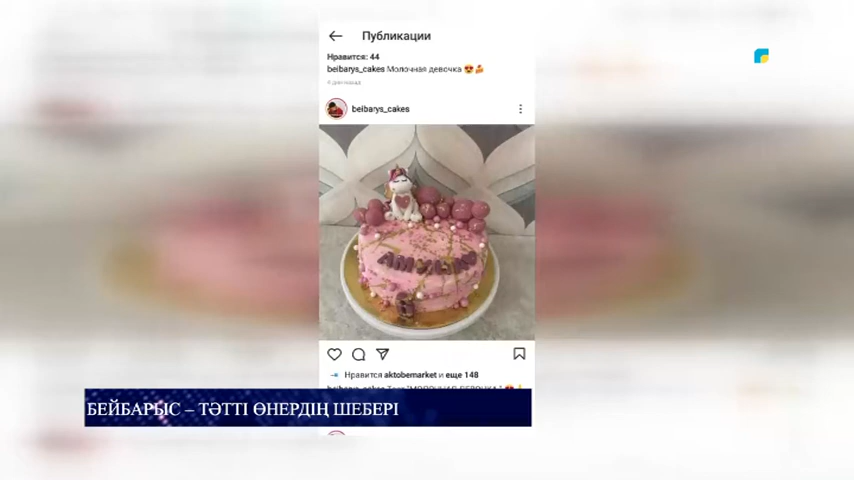 Публикации
Нравится: 44
beibarys_cakes Молочная девочка 😍🍰
beibarys_cakes
Нравится aktobemarket и еще 148
БЕЙБАРЫС – ТӘТТІ ӨНЕРДІҢ ШЕБЕРІ